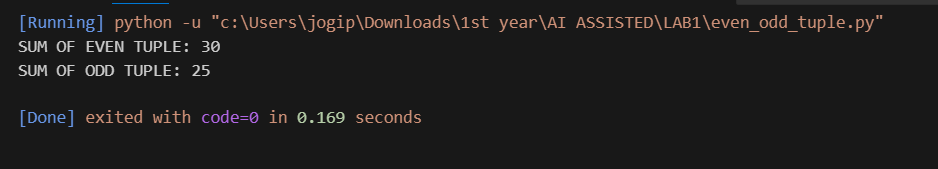 [Running] python -u "c:\Users\jogip\Downloads\1st year\AI ASSISTED\LAB1\even_odd_tuple.py"
SUM OF EVEN TUPLE: 30
SUM OF ODD TUPLE: 25
[Done] exited with code=0 in 0.169 seconds